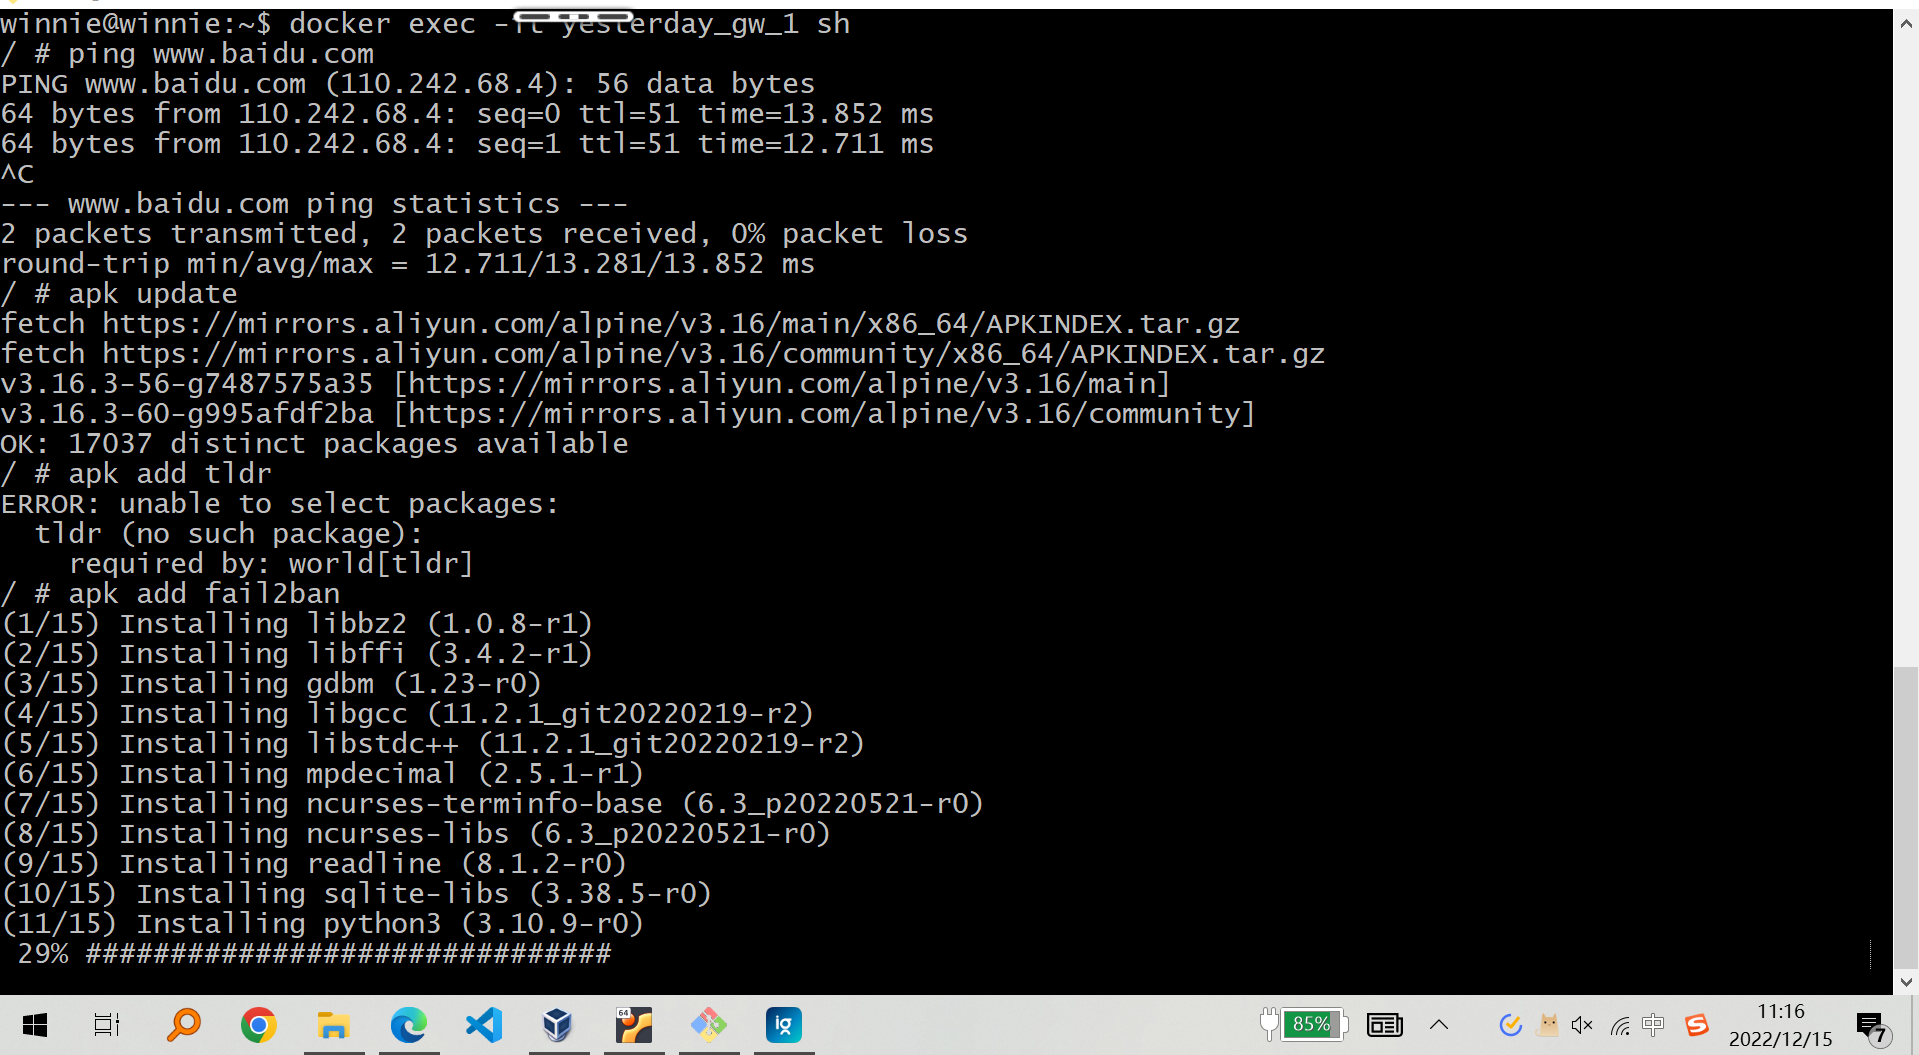 winnie@winnie:~$ docker exec -it yesterday_gw_1 sh
/ # ping www.baidu.com
PING www.baidu.com (110.242.68.4): 56 data bytes
64 bytes from 110.242.68.4: seq=0 ttl=51 time=13.852 ms
64 bytes from 110.242.68.4: seq=1 ttl=51 time=12.711 ms
^C
--- www.baidu.com ping statistics ---
2 packets transmitted, 2 packets received, 0% packet loss
round-trip min/avg/max = 12.711/13.281/13.852 ms
/ # apk update
fetch https://mirrors.aliyun.com/alpine/v3.16/main/x86_64/APKINDEX.tar.gz
fetch https://mirrors.aliyun.com/alpine/v3.16/community/x86_64/APKINDEX.tar.gz
v3.16.3-56-g7487575a35 [https://mirrors.aliyun.com/alpine/v3.16/main]
v3.16.3-60-g995afdf2ba [https://mirrors.aliyun.com/alpine/v3.16/community]
OK: 17037 distinct packages available
/ # apk add tldr
ERROR: unable to select packages:
  tldr (no such package):
    required by: world[tldr]
/ # apk add fail2ban
(1/15) Installing libbz2 (1.0.8-r1)
(2/15) Installing libffi (3.4.2-r1)
(3/15) Installing gdbm (1.23-r0)
(4/15) Installing libgcc (11.2.1_git20220219-r2)
(5/15) Installing libstdc++ (11.2.1_git20220219-r2)
(6/15) Installing mpdecimal (2.5.1-r1)
(7/15) Installing ncurses-terminfo-base (6.3_p20220521-r0)
(8/15) Installing ncurses-libs (6.3_p20220521-r0)
(9/15) Installing readline (8.1.2-r0)
(10/15) Installing sqlite-libs (3.38.5-r0)
(11/15) Installing python3 (3.10.9-r0)
 29% ###############################
64
ig
85%
中
S
11:16
2022/12/15
7